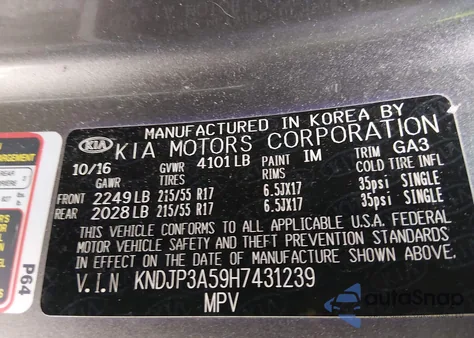 MANUFACTURED IN KOREA BY
KIA KIA MOTORS CORPORATION
10/16 GVWR 4101 LB PAINT IM TRIM GA3
GAWR TIRES RIMS COLD TIRE INFL
FRONT 2249 LB 215/55 R17 6.5JX17 35psi SINGLE
REAR 2028 LB 215/55 R17 6.5JX17 35psi SINGLE
THIS VEHICLE CONFORMS TO ALL APPLICABLE U.S.A FEDERAL
MOTOR VEHICLE SAFETY AND THEFT PREVENTION STANDARDS
IN EFFECT ON THE DATE OF MANUFACTURE SHOWN ABOVE.
V.I.N KNDJP3A59H7431239
MPV
P64
autoSnap